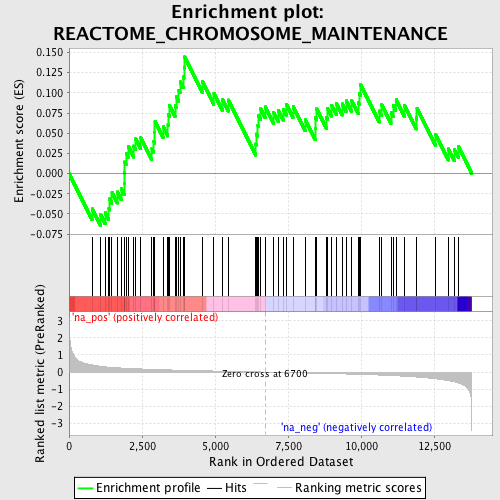 Enrichment plot:
REACTOME_CHROMOSOME_MAINTENANCE
Enrichment score (ES)
0.150
0.125
0.100
0.075
0.050
0.025
0.000
-0.025
-0.050
-0.075
'na_pos' (positively correlated)
Ranked list metric (PreRanked)
3
2
1
0
-1
-2
-3
Zero cross at 6700
'na_neg' (negatively correlated)
0
2,500
5,000
7,500
10,000
12,500
Rank in Ordered Dataset
Enrichment profile
Hits
Ranking metric scores